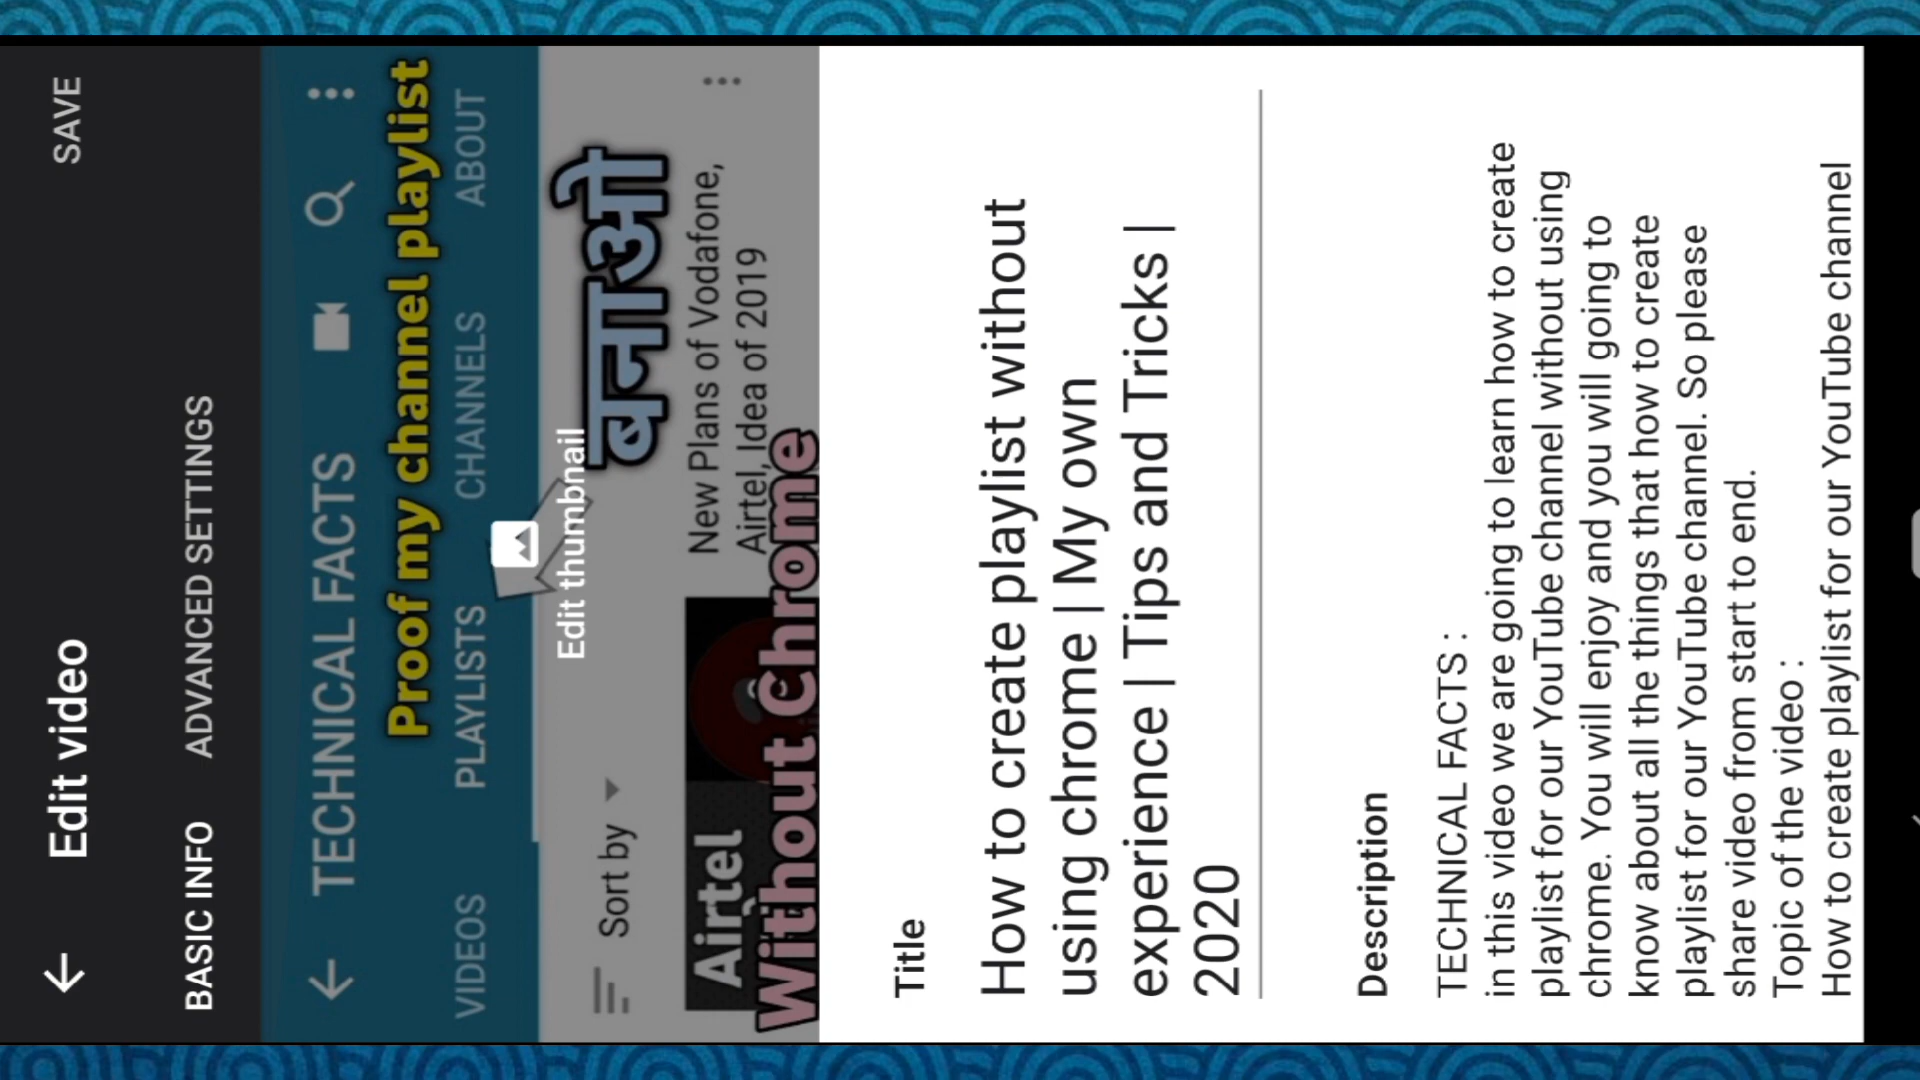 Edit video
SAVE
BASIC INFO
ADVANCED SETTINGS
TECHNICAL FACTS
Proof my channel playlist
VIDEOS
PLAYLISTS
CHANNELS
ABOUT
Edit thumbnail
बनाओ
Sort by
New Plans of Vodafone,
Airtel, Idea of 2019
Airtel
Without Chrome
Title
How to create playlist without
using chrome | My own
experience | Tips and Tricks |
2020
Description
TECHNICAL FACTS :
in this video we are going to learn how to create
playlist for our YouTube channel without using
chrome. You will enjoy and you will going to
know about all the things that how to create
playlist for our YouTube channel. So please
share video from start to end.
Topic of the video :
How to create playlist for our YouTube channel